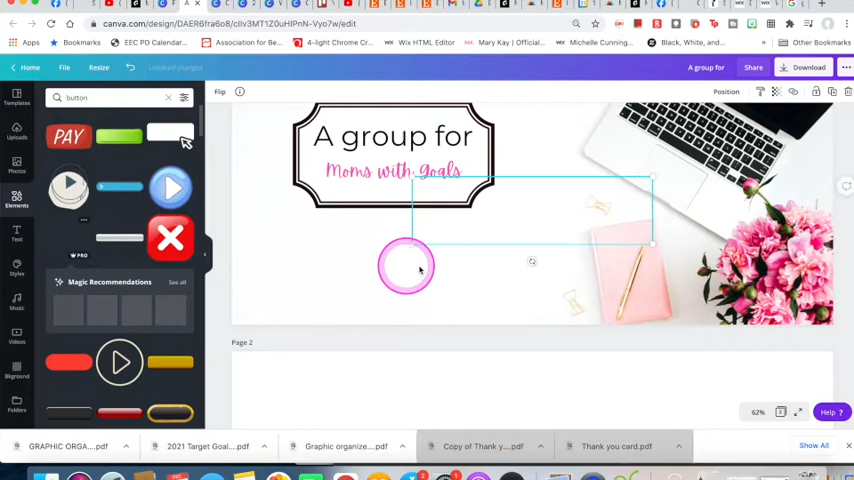 canva.com/design/DAER6fra6o8/cIIv3MT1Z0uHIPnN-Vyo7w/edit
Apps
Bookmarks
EEC PD Calendar
Association for Be...
4-light Chrome Cr...
Wix HTML Editor
Mary Kay | Official...
Michelle Cunning...
Black, White, and...
»
Other Bookmarks
Home
File
Resize
Unsaved changes
A group for
Share
Download
Templates
Uploads
Photos
Elements
Text
Styles
Music
Videos
Bkground
Folders
button
PAY
PRO
Magic Recommendations
See all
Flip
Position
A group for
Moms with goals
Page 2
62%
Help ?
GRAPHIC ORGA....pdf
2021 Target Goal....pdf
Graphic organize....pdf
Copy of Thank y....pdf
Thank you card.pdf
Show All